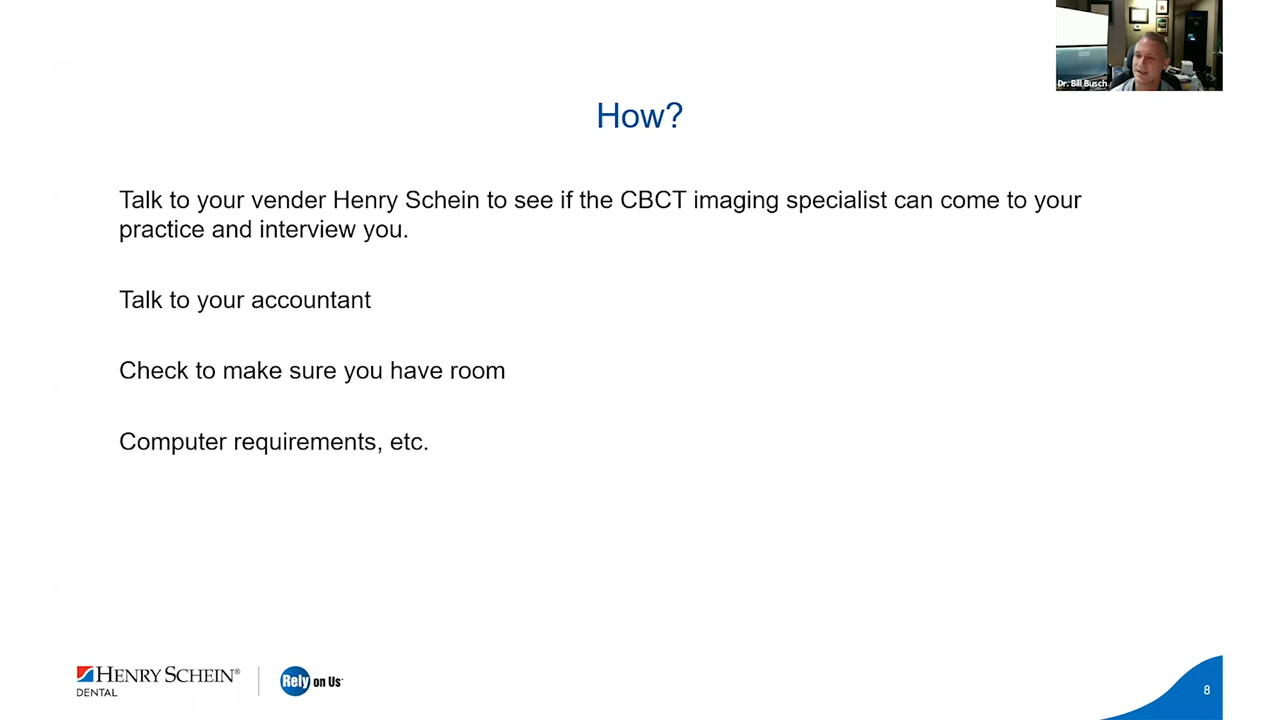 Dr. Bill Busch
How?
Talk to your vender Henry Schein to see if the CBCT imaging specialist can come to your
practice and interview you.
Talk to your accountant
Check to make sure you have room
Computer requirements, etc.
HENRY SCHEIN®
DENTAL
Rely on Us
8